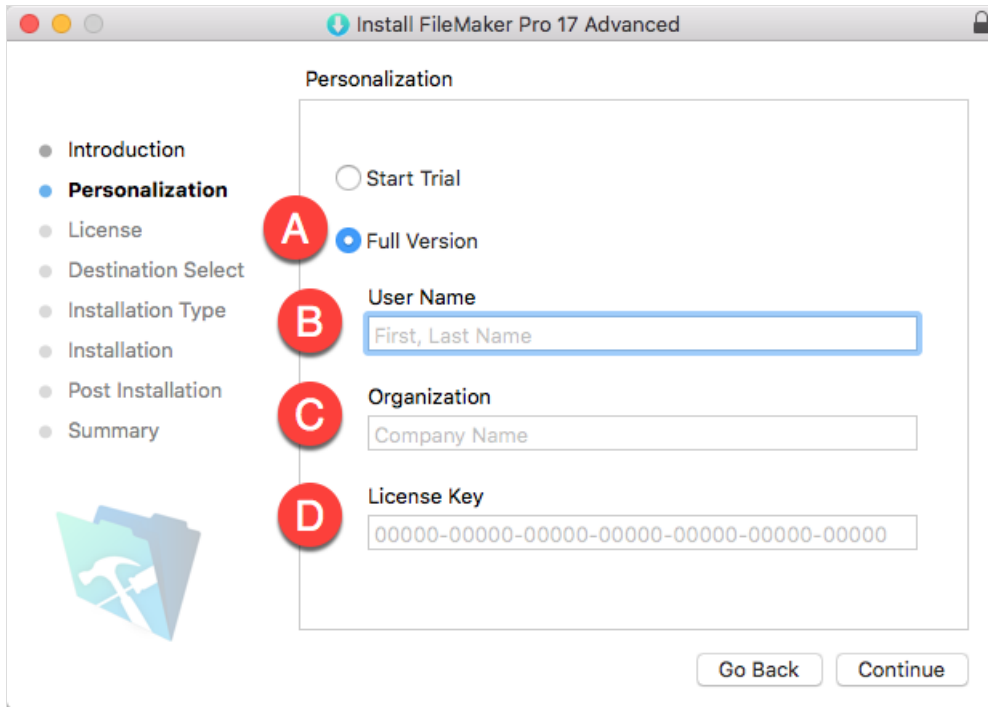 Install FileMaker Pro 17 Advanced
Personalization
Introduction
Personalization
License
Destination Select
Installation Type
Installation
Post Installation
Summary
Start Trial
A
Full Version
User Name
B
First, Last Name
Organization
C
Company Name
License Key
D
00000-00000-00000-00000-00000-00000-00000
Go Back
Continue